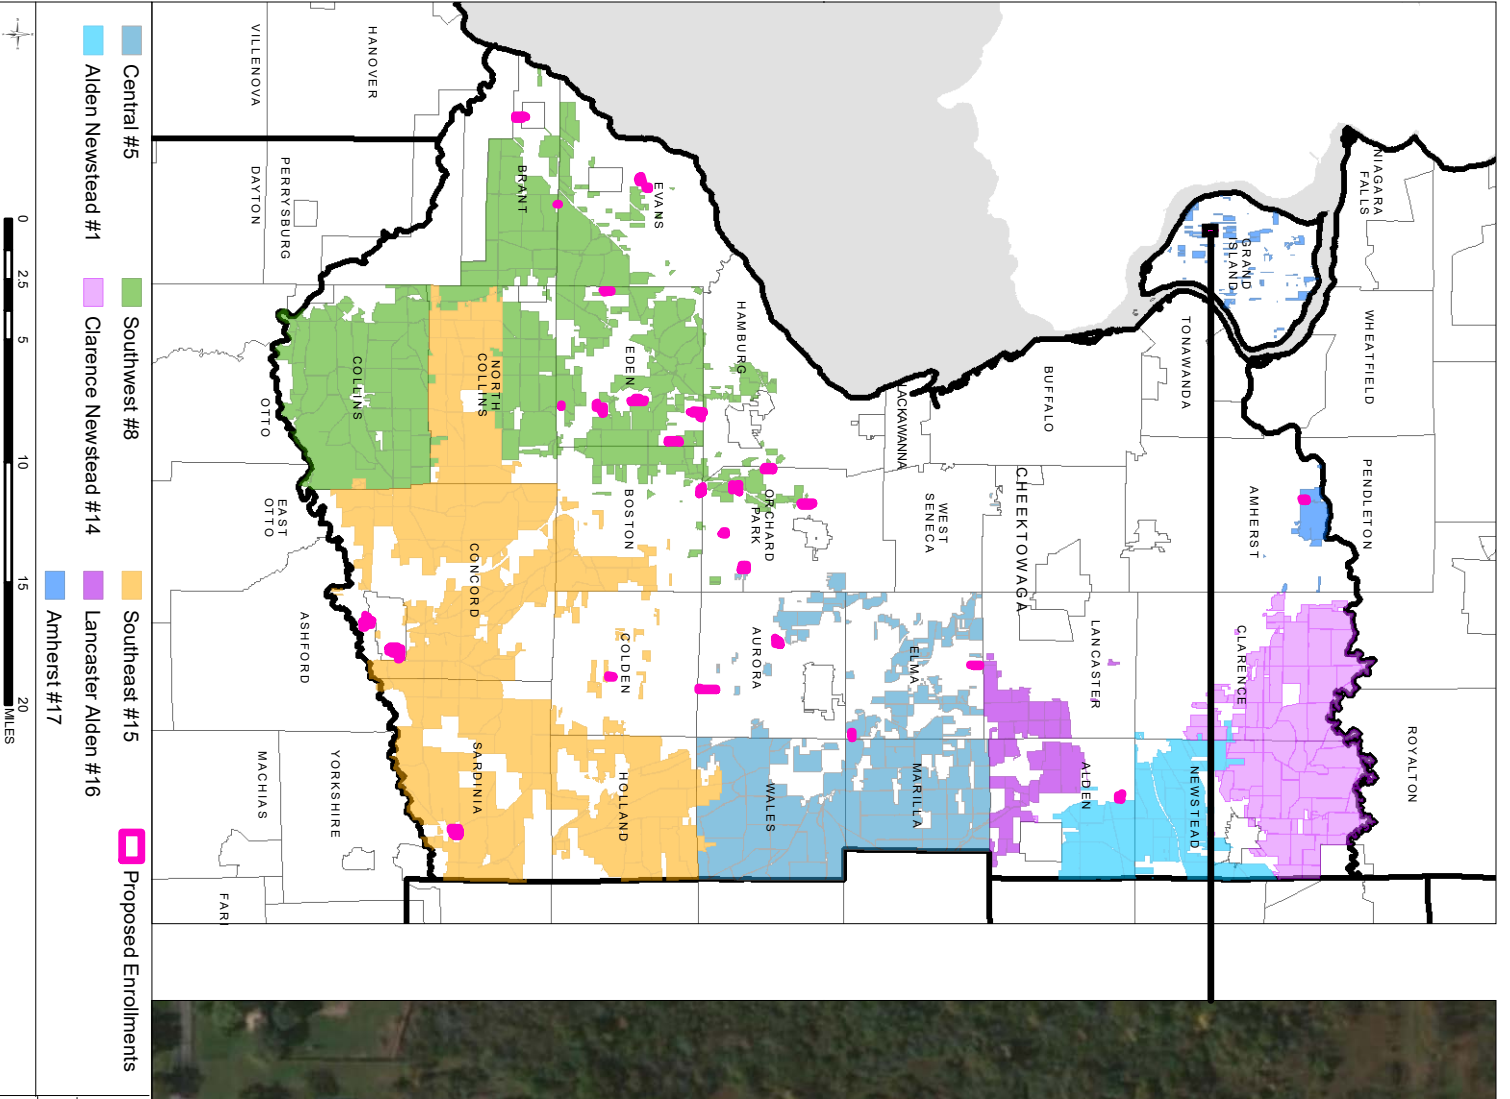 NIAGARA
FALLS
WHEATFIELD
PENDLETON
ROYALTON
GRAND
ISLAND
TONAWANDA
AMHERST
CLARENCE
NEWSTEAD
BUFFALO
CHEEKTOWAGA
LANCASTER
ALDEN
LACKAWANNA
WEST
SENECA
ELMA
MARILLA
HAMBURG
ORCHARD
PARK
AURORA
WALES
EVANS
EDEN
BOSTON
COLDEN
HOLLAND
BRANT
NORTH
COLLINS
CONCORD
SARDINIA
COLLINS
HANOVER
VILLENOVA
PERRYSBURG
DAYTON
OTTO
EAST
OTTO
ASHFORD
YORKSHIRE
MACHIAS
FARI
Central #5
Southwest #8
Southeast #15
Proposed Enrollments
Alden Newstead #1
Clarence Newstead #14
Lancaster Alden #16
Amherst #17
0 2.5 5 10 15 20
MILES